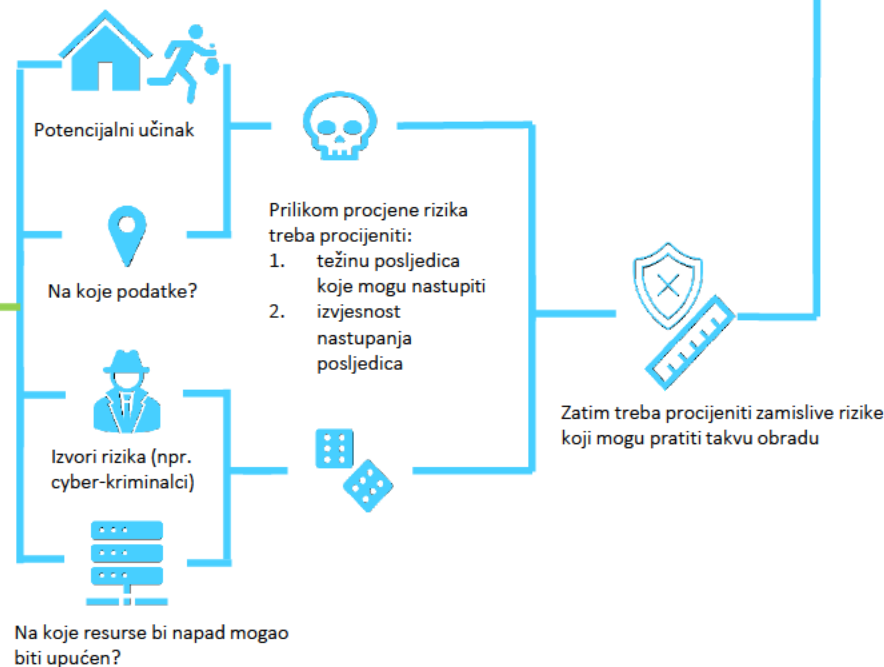 Potencijalni učinak
Na koje podatke?
Izvori rizika (npr.
cyber-kriminalci)
Na koje resurse bi napad mogao
biti upućen?
Prilikom procjene rizika
treba procijeniti:
1. težinu posljedica
koje mogu nastupiti
2. izvjesnost
nastupanja
posljedica
Zatim treba procijeniti zamislive rizike
koji mogu pratiti takvu obradu